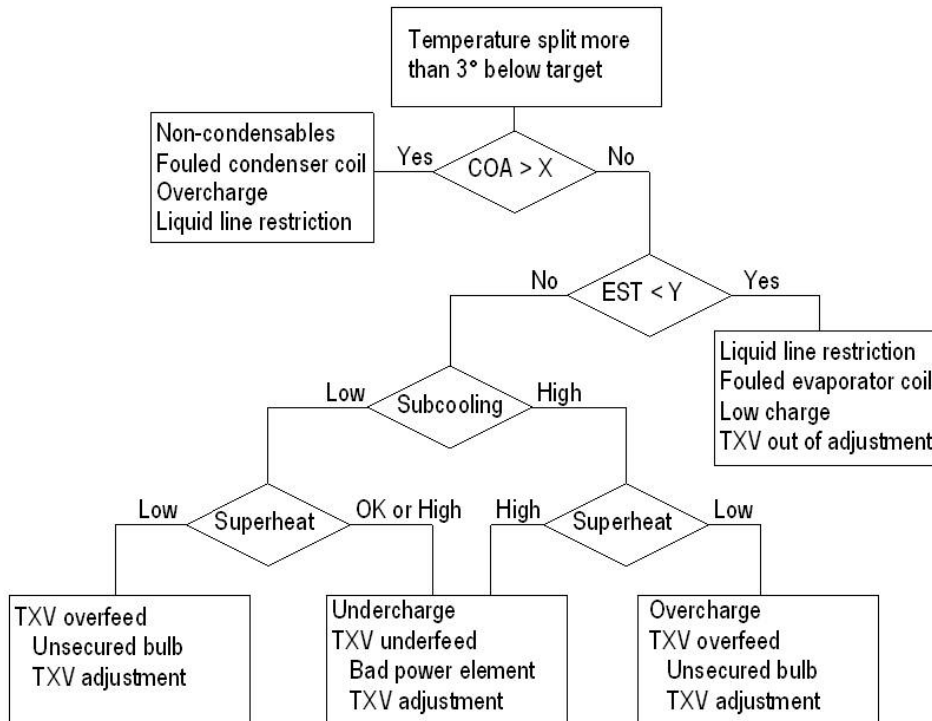 Temperature split more
than 3° below target
Non-condensables
Fouled condenser coil
Overcharge
Liquid line restriction
Yes
COA > X
No
No
EST < Y
Yes
Liquid line restriction
Fouled evaporator coil
Low charge
TXV out of adjustment
Low
Subcooling
High
Low
Superheat
OK or High
High
Superheat
Low
TXV overfeed
Unsecured bulb
TXV adjustment
Undercharge
TXV underfeed
Bad power element
TXV adjustment
Overcharge
TXV overfeed
Unsecured bulb
TXV adjustment